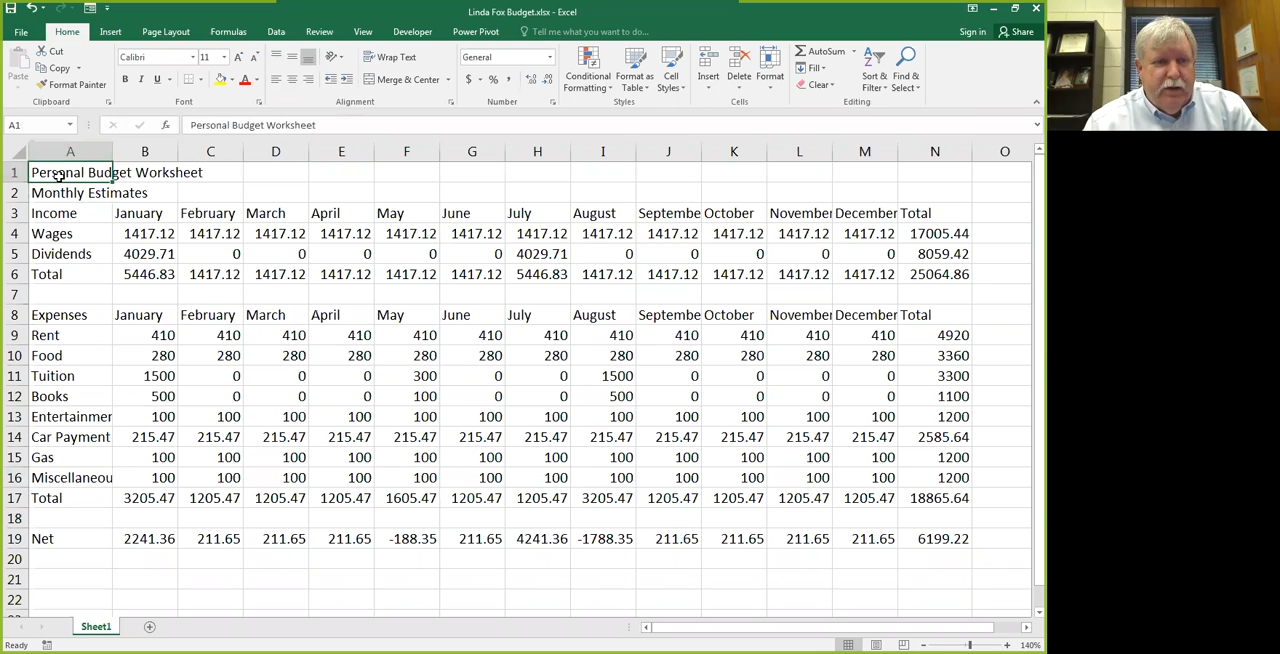 Linda Fox Budget.xlsx - Excel
File Home Insert Page Layout Formulas Data Review View Developer Power Pivot Tell me what you want to do... Sign in Share
Paste
Cut
Copy
Format Painter
Clipboard
Calibri 11
B I U
Font
Wrap Text
Merge & Center
Alignment
General
$ % ,
Number
Conditional Formatting
Format as Table
Cell Styles
Styles
Insert Delete Format
Cells
AutoSum
Fill
Clear
Sort & Filter
Find & Select
Editing
A1 fx Personal Budget Worksheet
A B C D E F G H I J K L M N O
1 Personal Budget Worksheet
2 Monthly Estimates
3 Income January February March April May June July August Septembe October November December Total
4 Wages 1417.12 1417.12 1417.12 1417.12 1417.12 1417.12 1417.12 1417.12 1417.12 1417.12 1417.12 1417.12 17005.44
5 Dividends 4029.71 0 0 0 0 0 4029.71 0 0 0 0 0 8059.42
6 Total 5446.83 1417.12 1417.12 1417.12 1417.12 1417.12 5446.83 1417.12 1417.12 1417.12 1417.12 1417.12 25064.86
7
8 Expenses January February March April May June July August Septembe October November December Total
9 Rent 410 410 410 410 410 410 410 410 410 410 410 410 4920
10 Food 280 280 280 280 280 280 280 280 280 280 280 280 3360
11 Tuition 1500 0 0 0 300 0 0 1500 0 0 0 0 3300
12 Books 500 0 0 0 100 0 0 500 0 0 0 0 1100
13 Entertainmer 100 100 100 100 100 100 100 100 100 100 100 100 1200
14 Car Payment 215.47 215.47 215.47 215.47 215.47 215.47 215.47 215.47 215.47 215.47 215.47 215.47 2585.64
15 Gas 100 100 100 100 100 100 100 100 100 100 100 100 1200
16 Miscellaneou 100 100 100 100 100 100 100 100 100 100 100 100 1200
17 Total 3205.47 1205.47 1205.47 1205.47 1605.47 1205.47 1205.47 3205.47 1205.47 1205.47 1205.47 1205.47 18865.64
18
19 Net 2241.36 211.65 211.65 211.65 -188.35 211.65 4241.36 -1788.35 211.65 211.65 211.65 211.65 6199.22
20
21
22
Sheet1
Ready 140%